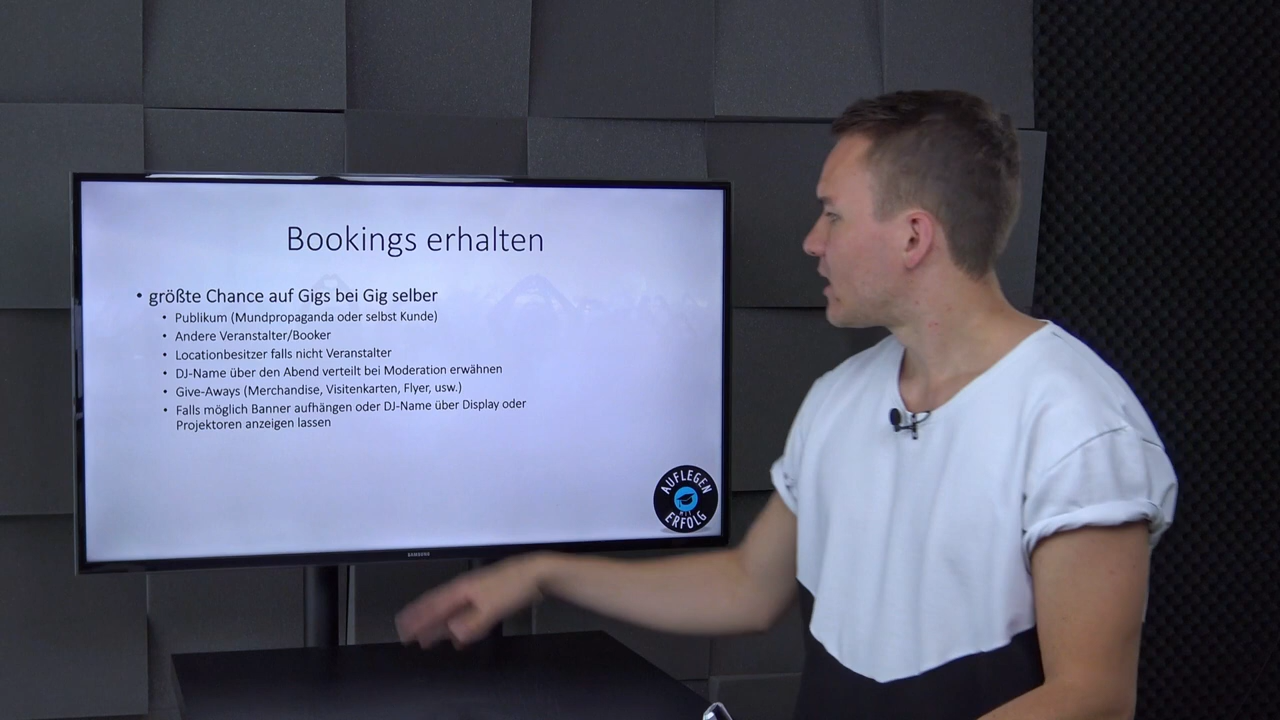 Bookings erhalten
• größte Chance auf Gigs bei Gig selber
• Publikum (Mundpropaganda oder selbst Kunde)
• Andere Veranstalter/Booker
• Locationbesitzer falls nicht Veranstalter
• DJ-Name über den Abend verteilt bei Moderation erwähnen
• Give-Aways (Merchandise, Visitenkarten, Flyer, usw.)
• Falls möglich Banner aufhängen oder DJ-Name über Display oder
Projektoren anzeigen lassen
AUFLEGEN
MIT
ERFOLG
SAMSUNG